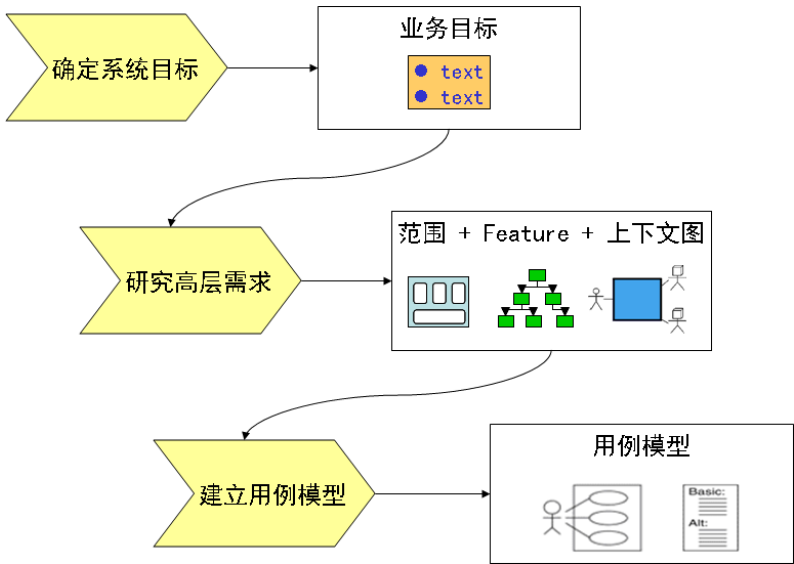 确定系统目标
业务目标
text
text
研究高层需求
范围 + Feature + 上下文图
建立用例模型
用例模型
Basic:
Alt: